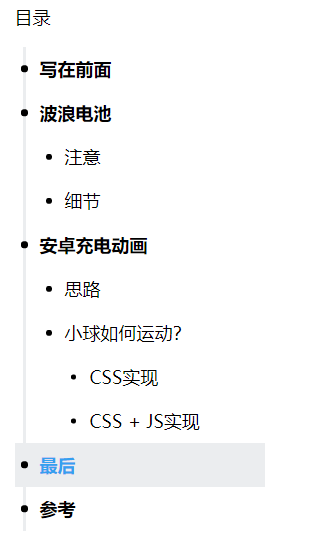 目录
写在前面
波浪电池
注意
细节
安卓充电动画
思路
小球如何运动？
CSS实现
CSS + JS实现
最后
参考